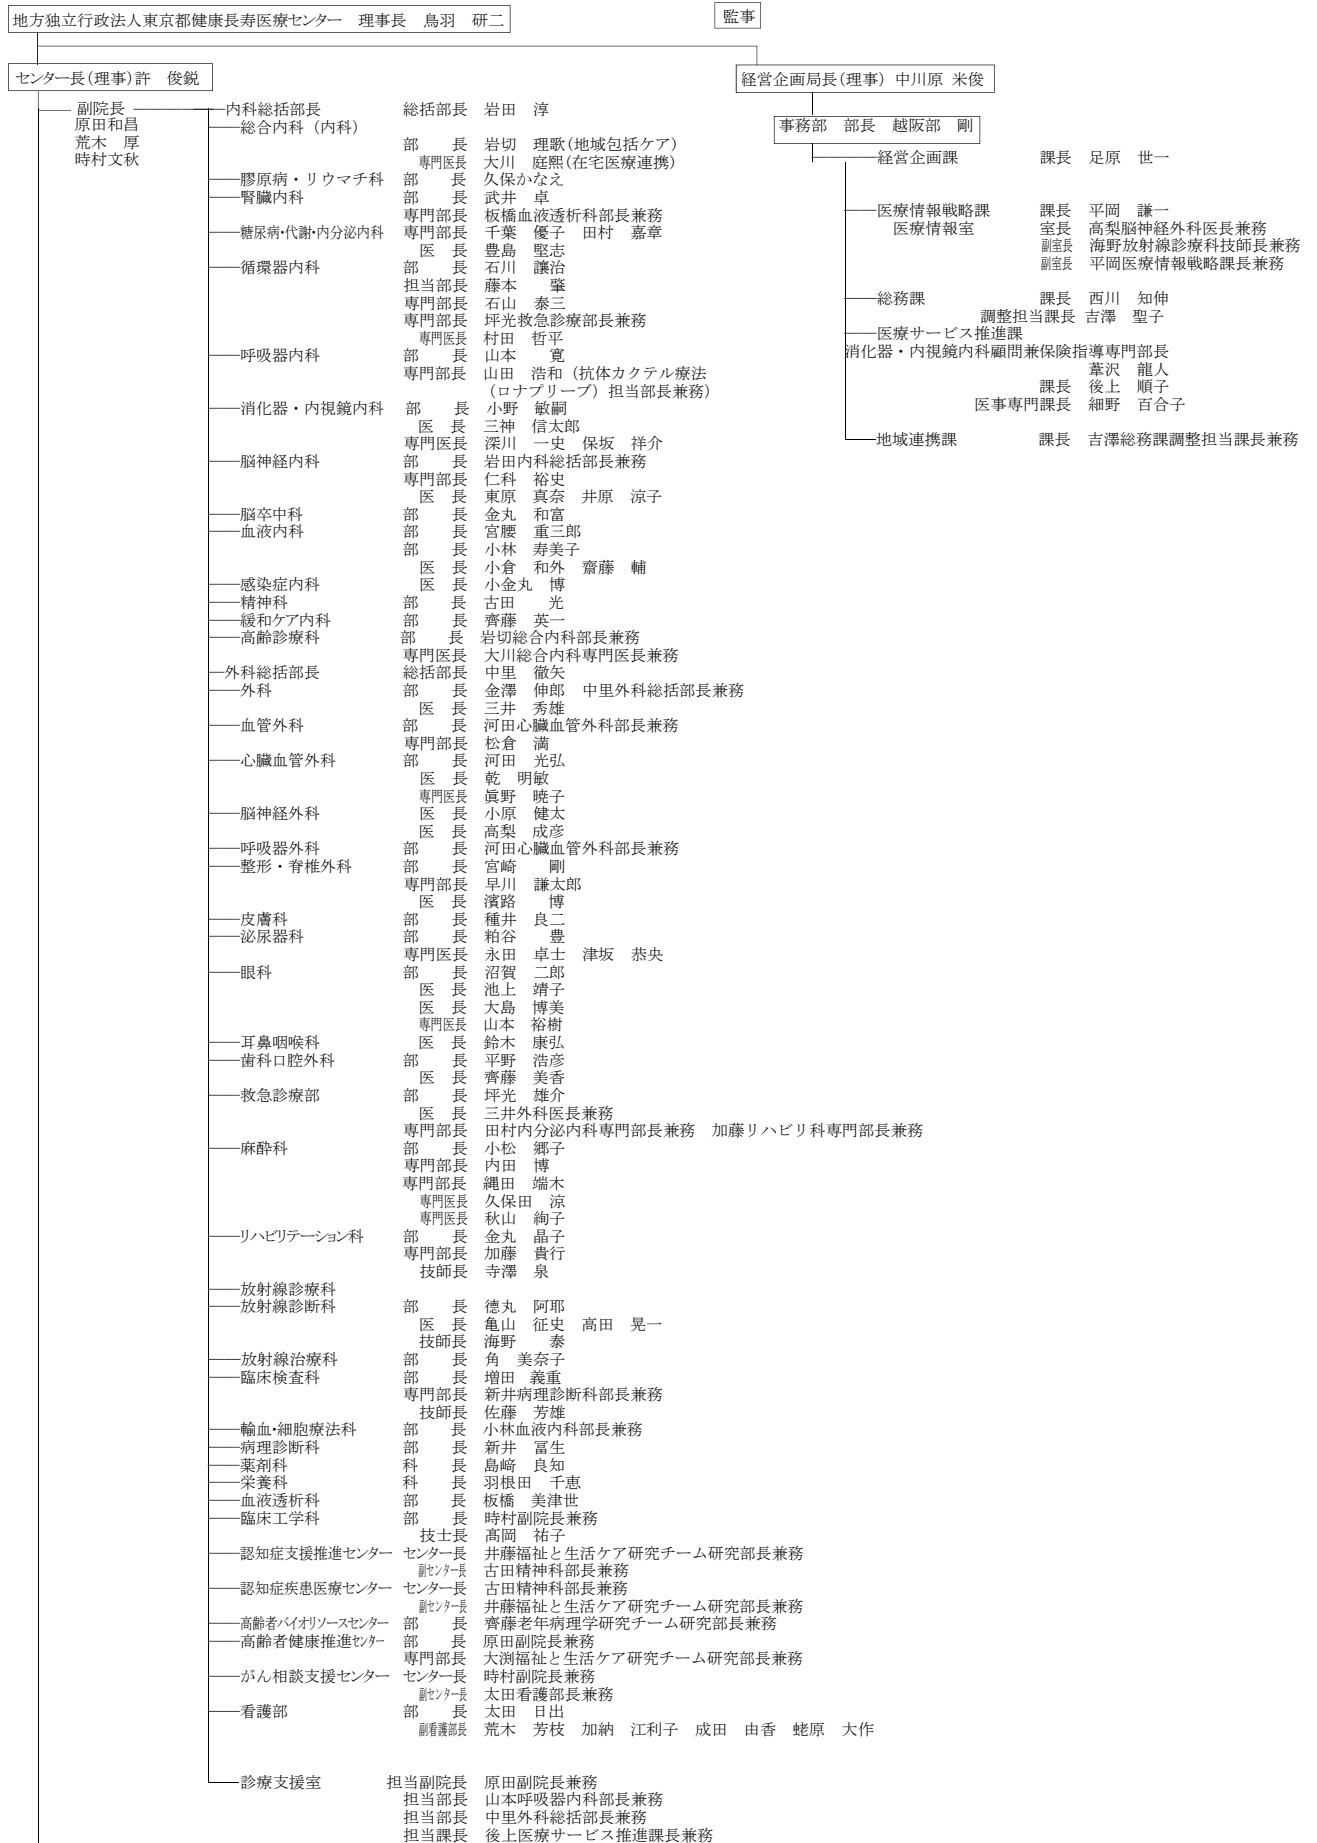 地方独立行政法人東京都健康長寿医療センター　理事長　鳥羽　研二
監事
センター長(理事)許　俊鋭
経営企画局長(理事)　中川原　米俊
副院長
原田和昌
荒木　厚
時村文秋
内科総括部長　総括部長　岩田　淳
総合内科（内科）
部　長　岩切　理歌(地域包括ケア)
専門医長　大川　庭熙(在宅医療連携)
膠原病・リウマチ科　部　長　久保かなえ
腎臓内科　部　長　武井　卓
専門部長　板橋血液透析科部長兼務
糖尿病・代謝・内分泌内科　専門部長　千葉　優子　田村　嘉章
医　長　豊島　堅志
循環器内科　部　長　石川　讓治
担当部長　藤本　肇
専門部長　石山　泰三
専門部長　坪光救急診療部長兼務
専門医長　村田　哲平
呼吸器内科　部　長　山本　寛
専門部長　山田　浩和（抗体カクテル療法
（ロナプリーブ）担当部長兼務）
消化器・内視鏡内科　部　長　小野　敏嗣
医　長　三神　信太郎
専門医長　深川　一史　保坂　祥介
脳神経内科　部　長　岩田内科総括部長兼務
専門部長　仁科　裕史
医　長　東原　真奈　井原　涼子
脳卒中科　部　長　金丸　和富
血液内科　部　長　宮腰　重三郎
部　長　小林　寿美子
医　長　小倉　和外　齋藤　輔
感染症内科　医　長　小金丸　博
精神科　部　長　古田　光
緩和ケア内科　部　長　齊藤　英一
高齢診療科　部　長　岩切総合内科部長兼務
専門医長　大川総合内科専門医長兼務
外科総括部長　総括部長　中里　徹矢
外科　部　長　金澤　伸郎　中里外科総括部長兼務
医　長　三井　秀雄
血管外科　部　長　河田心臓血管外科部長兼務
専門部長　松倉　満
心臓血管外科　部　長　河田　光弘
医　長　乾　明敏
専門医長　眞野　暁子
脳神経外科　医　長　小原　健太
医　長　高梨　成彦
呼吸器外科　部　長　河田心臓血管外科部長兼務
整形・脊椎外科　部　長　宮崎　剛
専門部長　早川　謙太郎
医　長　濱路　博
皮膚科　部　長　種井　良二
泌尿器科　部　長　粕谷　豊
専門医長　永田　卓士　津坂　恭央
眼科　部　長　沼賀　二郎
医　長　池上　靖子
医　長　大島　博美
専門医長　山本　裕樹
耳鼻咽喉科　医　長　鈴木　康弘
歯科口腔外科　部　長　平野　浩彦
医　長　齊藤　美香
救急診療部　部　長　坪光　雄介
医　長　三井外科医長兼務
専門部長　田村内分泌内科専門部長兼務　加藤リハビリ科専門部長兼務
麻酔科　部　長　小松　郷子
専門部長　内田　博
専門部長　縄田　端木
専門医長　久保田　涼
専門医長　秋山　絢子
リハビリテーション科　部　長　金丸　晶子
専門部長　加藤　貴行
技師長　寺澤　泉
放射線診療科
放射線診断科　部　長　德丸　阿耶
医　長　亀山　征史　高田　晃一
技師長　海野　泰
放射線治療科　部　長　角　美奈子
臨床検査科　部　長　増田　義重
専門部長　新井病理診断科部長兼務
技師長　佐藤　芳雄
輸血・細胞療法科　部　長　小林血液内科部長兼務
病理診断科　部　長　新井　冨生
薬剤科　科　長　島﨑　良知
栄養科　科　長　羽根田　千恵
血液透析科　部　長　板橋　美津世
臨床工学科　部　長　時村副院長兼務
技士長　髙岡　祐子
認知症支援推進センター　センター長　井藤福祉と生活ケア研究チーム研究部長兼務
副センター長　古田精神科部長兼務
認知症疾患医療センター　センター長　古田精神科部長兼務
副センター長　井藤福祉と生活ケア研究チーム研究部長兼務
高齢者バイオリソースセンター　部　長　齊藤老年病理学研究チーム研究部長兼務
高齢者健康推進センター　部　長　原田副院長兼務
専門部長　大渕福祉と生活ケア研究チーム研究部長兼務
がん相談支援センター　センター長　時村副院長兼務
副センター長　太田看護部長兼務
看護部　部　長　太田　日出
副看護部長　荒木　芳枝　加納　江利子　成田　由香　蛯原　大作
診療支援室　担当副院長　原田副院長兼務
担当部長　山本呼吸器内科部長兼務
担当部長　中里外科総括部長兼務
担当課長　後上医療サービス推進課長兼務
事務部　部長　越阪部　剛
経営企画課　課長　足原　世一
医療情報戦略課　課長　平岡　謙一
医療情報室　室長　高梨脳神経外科医長兼務
副室長　海野放射線診療科技師長兼務
副室長　平岡医療情報戦略課長兼務
総務課　課長　西川　知伸
調整担当課長　吉澤　聖子
医療サービス推進課
消化器・内視鏡内科顧問兼保険指導専門部長
葦沢　龍人
課長　後上　順子
医事専門課長　細野　百合子
地域連携課　課長　吉澤総務課調整担当課長兼務